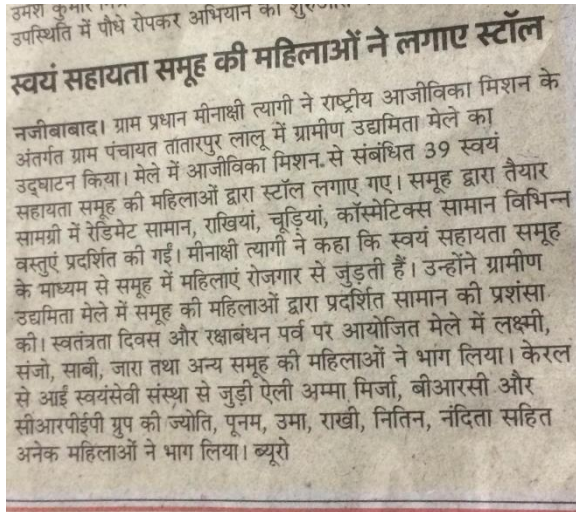 उमेश कुमार
उपस्थिति में पौधे रोपकर अभियान की
स्वयं सहायता समूह की महिलाओं ने लगाए स्टॉल
नजीबाबाद। ग्राम प्रधान मीनाक्षी त्यागी ने राष्ट्रीय आजीविका मिशन के
अंतर्गत ग्राम पंचायत तातारपुर लालू में ग्रामीण उद्यमिता मेले का
उद्घाटन किया। मेले में आजीविका मिशन से संबंधित 39 स्वयं
सहायता समूह की महिलाओं द्वारा स्टॉल लगाए गए। समूह द्वारा तैयार
सामग्री में रेडिमेट सामान, राखियां, चूड़ियां, कॉस्मेटिक्स सामान विभिन्न
वस्तुएं प्रदर्शित की गईं। मीनाक्षी त्यागी ने कहा कि स्वयं सहायता समूह
के माध्यम से समूह में महिलाएं रोजगार से जुड़ती हैं। उन्होंने ग्रामीण
उद्यमिता मेले में समूह की महिलाओं द्वारा प्रदर्शित सामान की प्रशंसा
की। स्वतंत्रता दिवस और रक्षाबंधन पर्व पर आयोजित मेले में लक्ष्मी,
संजो, साबी, जारा तथा अन्य समूह की महिलाओं ने भाग लिया। केरल
से आईं स्वयंसेवी संस्था से जुड़ी ऐली अम्मा मिर्जा, बीआरसी और
सीआरपीईपी ग्रुप की ज्योति, पूनम, उमा, राखी, नितिन, नंदिता सहित
अनेक महिलाओं ने भाग लिया। ब्यूरो